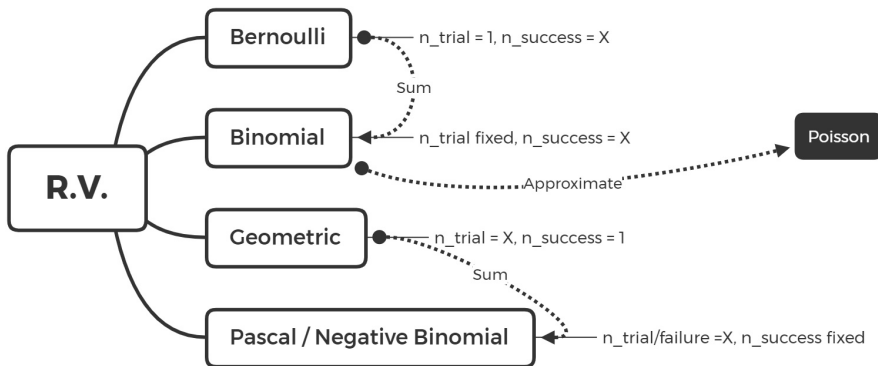 Bernoulli
n_trial = 1, n_success = X
Sum
Binomial
n_trial fixed, n_success = X
Poisson
Approximate
R.V.
Geometric
n_trial = X, n_success = 1
Sum
Pascal / Negative Binomial
n_trial/failure =X, n_success fixed